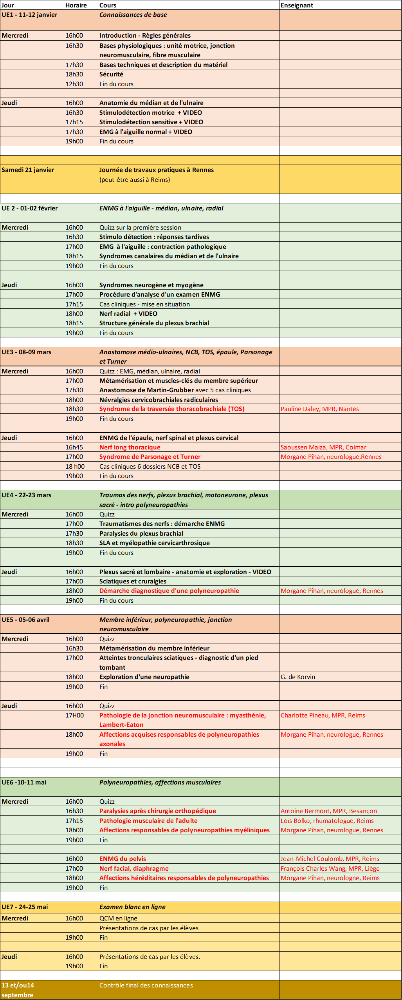 Jour Horaire Cours Enseignant
UE1 - 11-12 janvier Connaissances de base
Mercredi 16h00 Introduction - Règles générales
16h30 Bases physiologiques : unité motrice, jonction
neuromusculaire, fibre musculaire
17h30 Bases techniques et description du matériel
18h30 Sécurité
12h30 Fin du cours
Jeudi 16h00 Anatomie du médian et de l'ulnaire
16h30 Stimulodétection motrice + VIDEO
17h15 Stimulodétection sensitive + VIDEO
17h30 EMG à l'aiguille normal + VIDEO
19h00 Fin du cours
Samedi 21 janvier Journée de travaux pratiques à Rennes
(peut-être aussi à Reims)
UE 2 - 01-02 février ENMG à l'aiguille - médian, ulnaire, radial
Mercredi 16h00 Quizz sur la première session
16h30 Stimulo détection : réponses tardives
17h00 EMG à l'aiguille : contraction pathologique
18h15 Syndromes canalaires du médian et de l'ulnaire
19h00 Fin du cours
Jeudi 16h00 Syndromes neurogène et myogène
17h00 Procédure d'analyse d'un examen ENMG
17h15 Cas cliniques - mise en situation
18h00 Nerf radial + VIDEO
18h15 Structure générale du plexus brachial
19h00 Fin du cours
UE3 - 08-09 mars Anastomose médio-ulnaires, NCB, TOS, épaule, Parsonage
et Turner
Mercredi 16h00 Quizz : EMG, médian, ulnaire, radial
17h00 Métamérisation et muscles-clés du membre supérieur
17h30 Anastomose de Martin-Grubber avec 5 cas cliniques
18h00 Névralgies cervicobrachiales radiculaires
18h30 Syndrome de la traversée thoracobrachiale (TOS) Pauline Daley, MPR, Nantes
19h00 Fin du cours
Jeudi 16h00 ENMG de l'épaule, nerf spinal et plexus cervical
16h45 Nerf long thoracique Saoussen Maiza, MPR, Colmar
17h00 Syndrome de Parsonage et Turner Morgane Pihan, neurologue,Rennes
18 h00 Cas cliniques 6 dossiers NCB et TOS
19h00 Fin du cours
UE4 - 22-23 mars Traumas des nerfs, plexus brachial, motoneurone, plexus
sacré - intro polyneuropathies
Mercredi 16h00 Quizz
17h00 Traumatismes des nerfs : démarche ENMG
17h30 Paralysies du plexus brachial
18h30 SLA et myélopathie cervicarthrosique
19h00 Fin du cours
Jeudi 16h00 Plexus sacré et lombaire - anatomie et exploration - VIDEO
17h00 Sciatiques et cruralgies
18h00 Démarche diagnostique d'une polyneuropathie Morgane Pihan, neurologue, Rennes
19h00 Fin du cours
UE5 - 05-06 avril Membre inférieur, polyneuropathie, jonction
neuromusculaire
Mercredi 16h00 Quizz
16h30 Métamérisation du membre inférieur
17h00 Atteintes tronculaires sciatiques - diagnostic d'un pied
tombant
18h00 Exploration d'une neuropathie G. de Korvin
19h00 Fin
Jeudi 16h00 Quizz
17H00 Pathologie de la jonction neuromusculaire : myasthénie, Charlotte Pineau, MPR, Reims
Lambert-Eaton
18h00 Affections acquises responsables de polyneuropathies Morgane Pihan, neurologue, Rennes
axonales
19h00 Fin
UE6 -10-11 mai Polyneuropathies, affections musculaires
Mercredi 16h00 Quizz
16h30 Paralysies après chirurgie orthopédique Antoine Bermont, MPR, Besançon
17h15 Pathologie musculaire de l'adulte Loïs Bolko, rhumatologue, Reims
18h00 Affections responsables de polyneuropathies myéliniques Morgane Pihan, neurologue, Rennes
19h00 Fin
16h00 ENMG du pelvis Jean-Michel Coulomb, MPR, Reims
17h00 Nerf facial, diaphragme François Charles Wang, MPR, Liège
18h00 Affections héréditaires responsables de polyneuropathies Morgane Pihan, neurologne, Reims
19h00 Fin
UE7 - 24-25 mai Examen blanc en ligne
Mercredi 16h00 QCM en ligne
Présentations de cas par les élèves
19h00 Fin
Jeudi 16h00 Présentations de cas par les élèves.
19h00 Fin
13 et/ou14 Contrôle final des connaissances
septembre